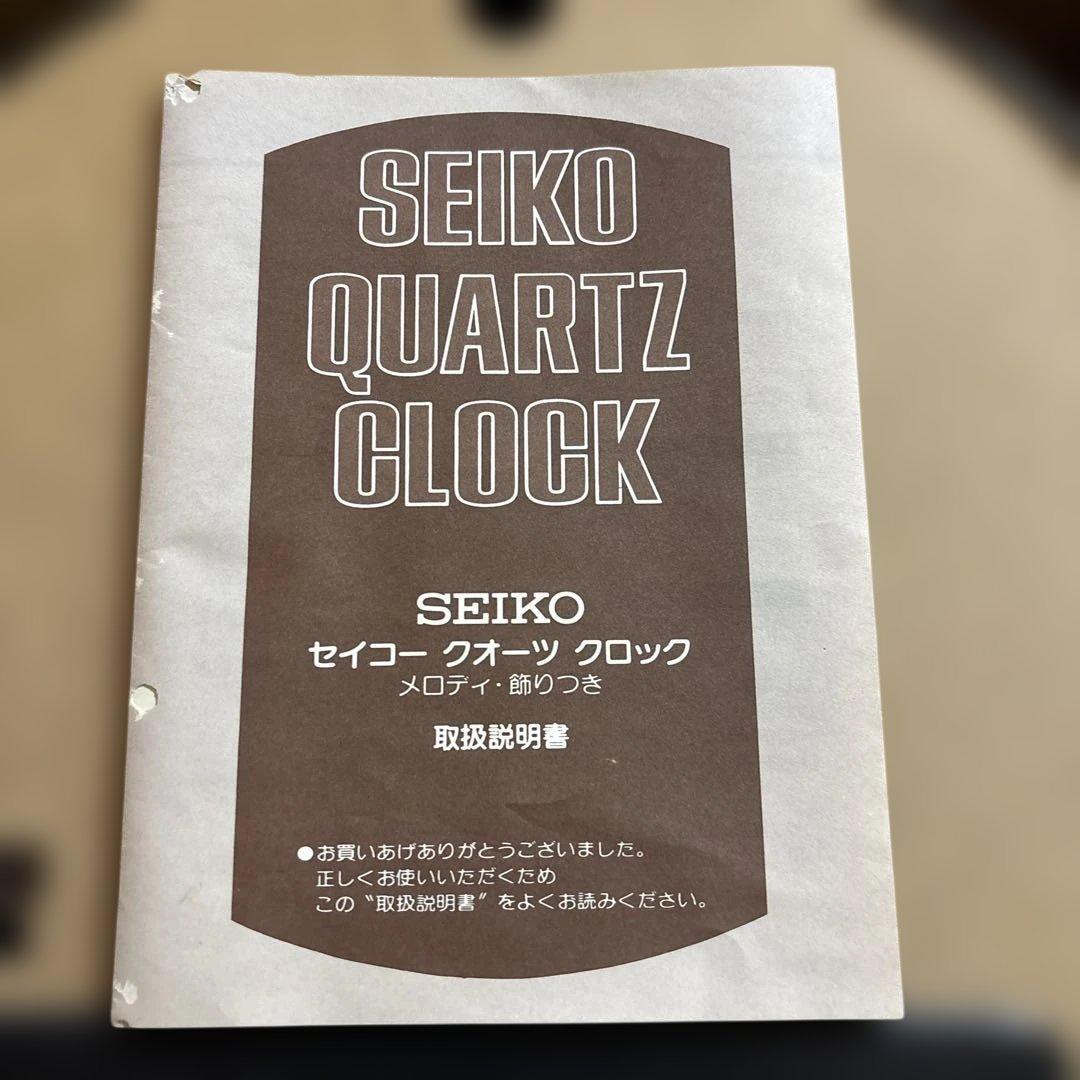 SEIKO
QUARTZ
CLOCK
SEIKO
セイコー クオーツ クロック
メロディ・飾りつき
取扱説明書
●お買いあげありがとうございました。
正しくお使いいただくため
この〝取扱説明書〟をよくお読みください。